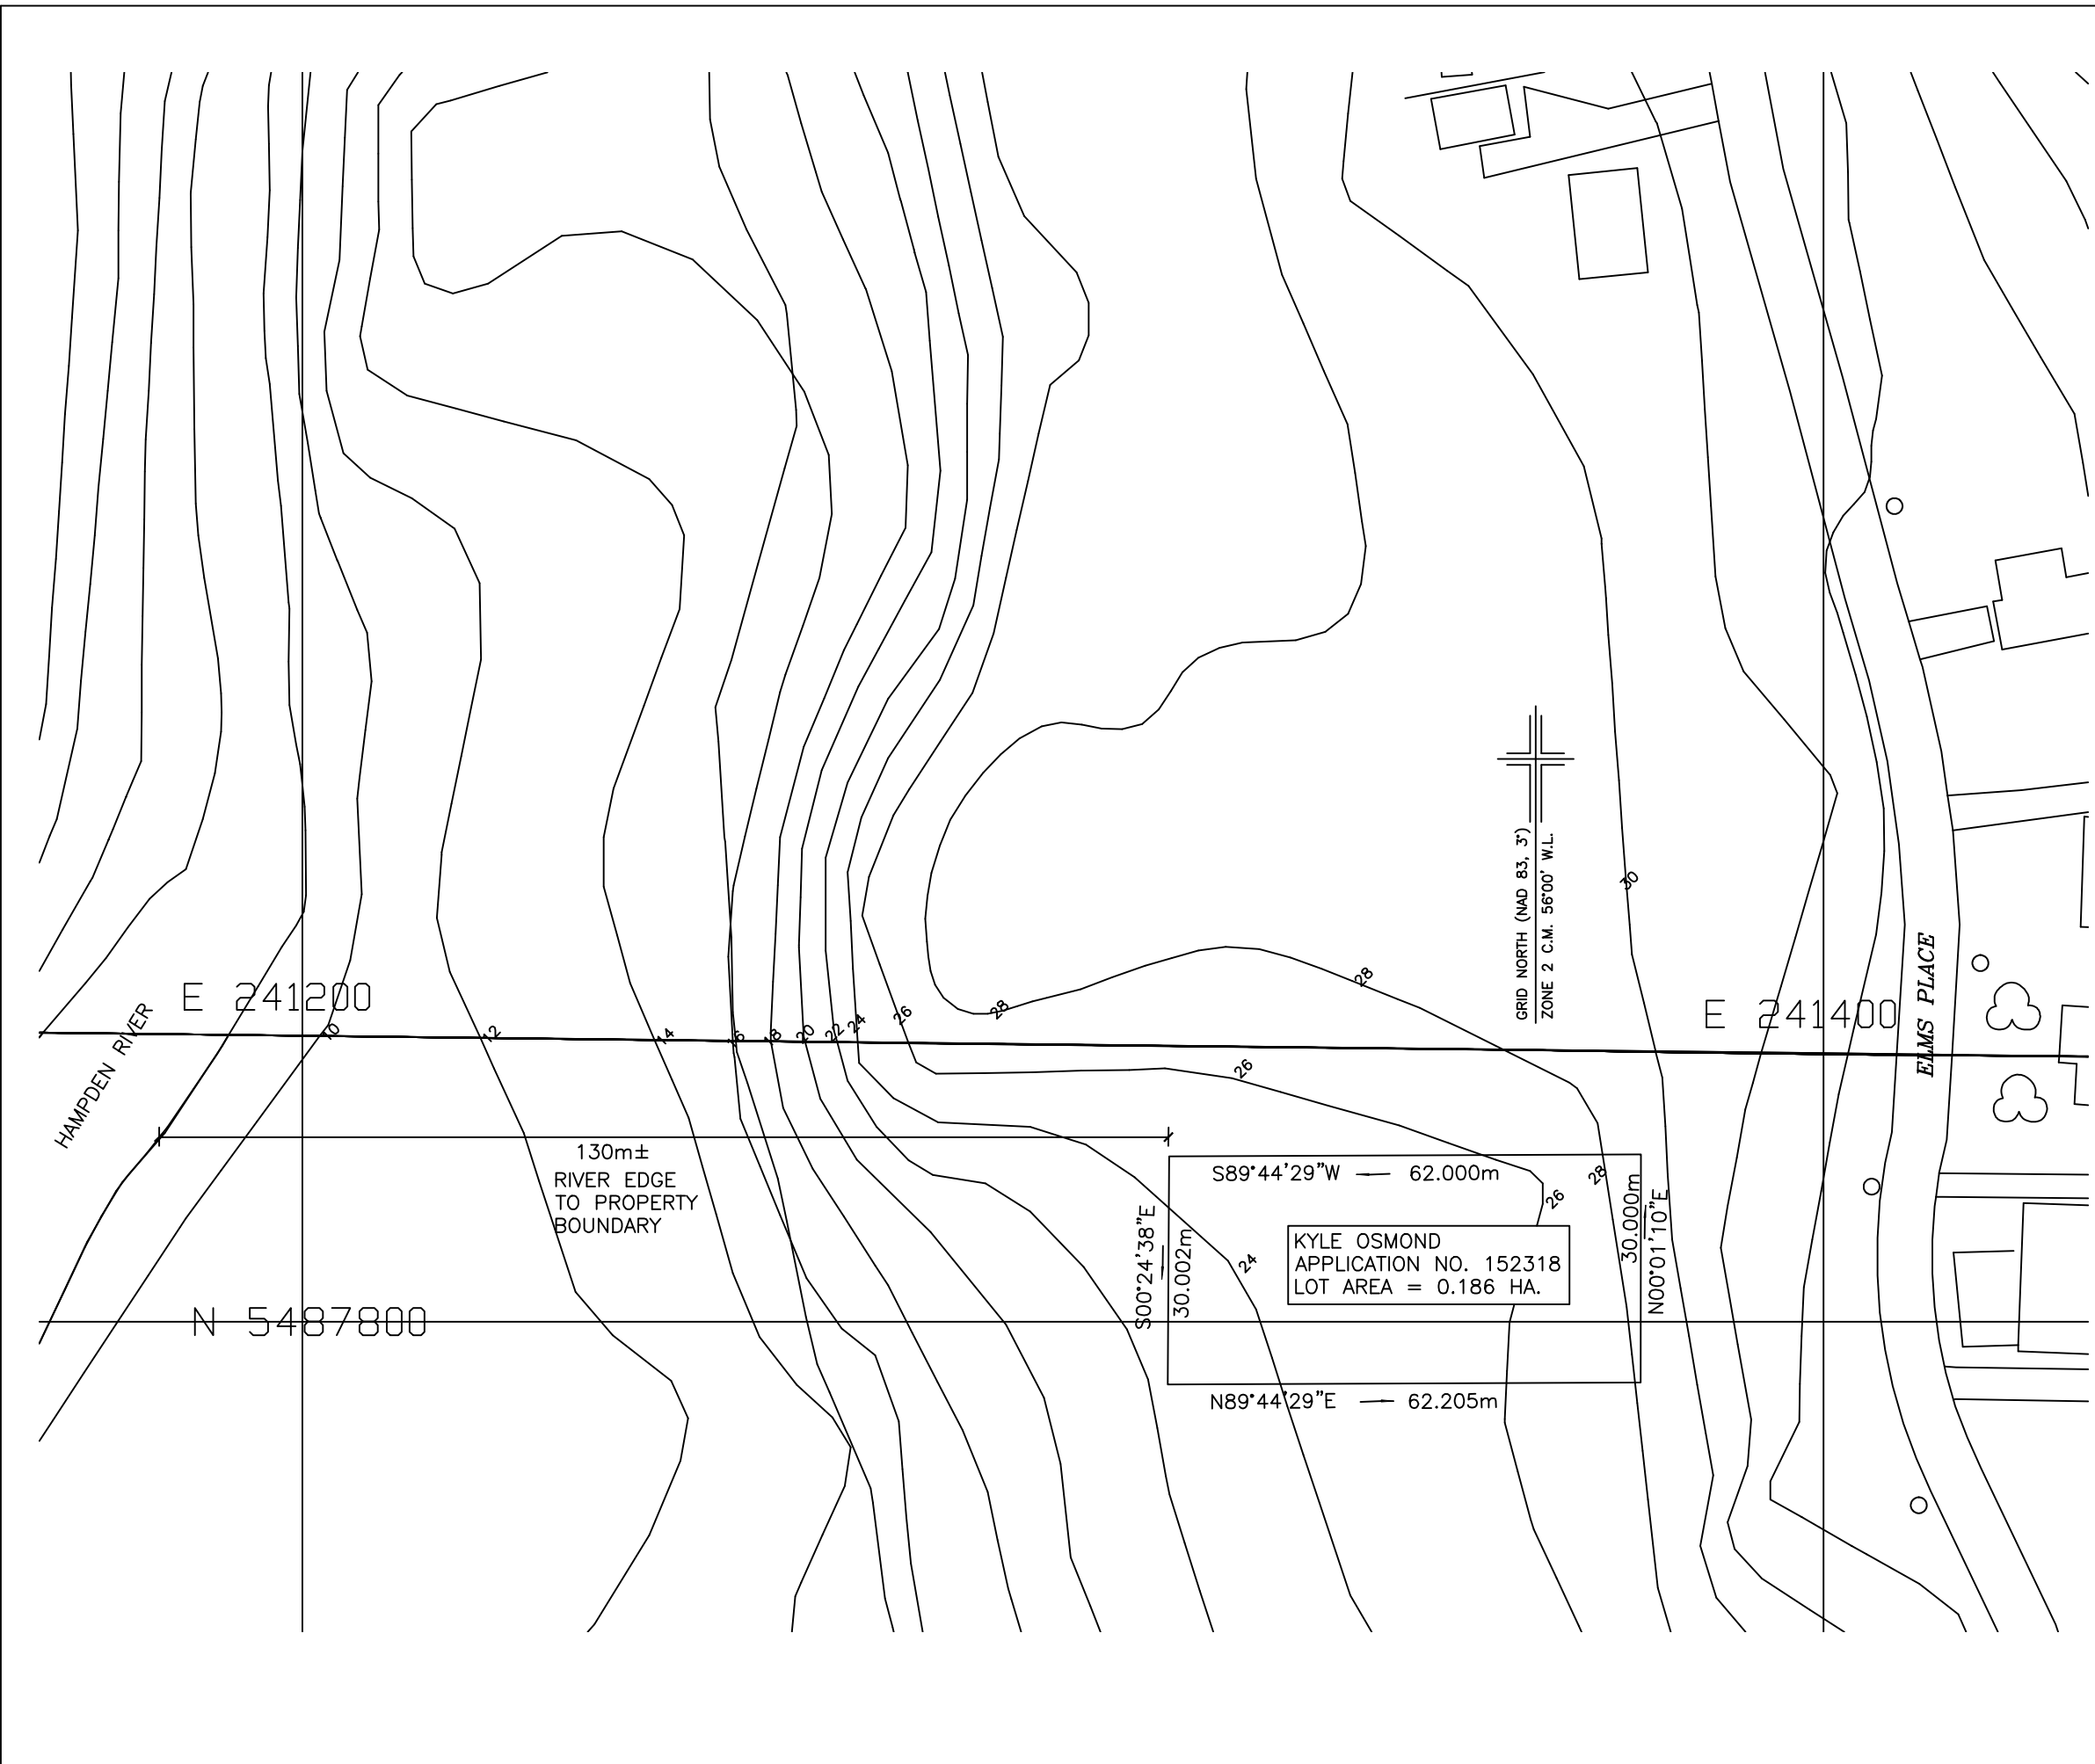 GRID NORTH (NAD 83, 3°)
ZONE 2 C.M. 56°00' W.L.
30
E 241200
E 241400
ELMS PLACE
HAMPDEN RIVER
28
28
26
10
12
14
16
18
20
22
24
26
130m±
RIVER EDGE
TO PROPERTY
BOUNDARY
S89°44'29"W 62.000m
28
26
S00°24'38"E
30.002m
24
KYLE OSMOND
APPLICATION NO. 152318
LOT AREA = 0.186 HA.
30.000m
N00°01'10"E
N 5487800
N89°44'29"E 62.205m